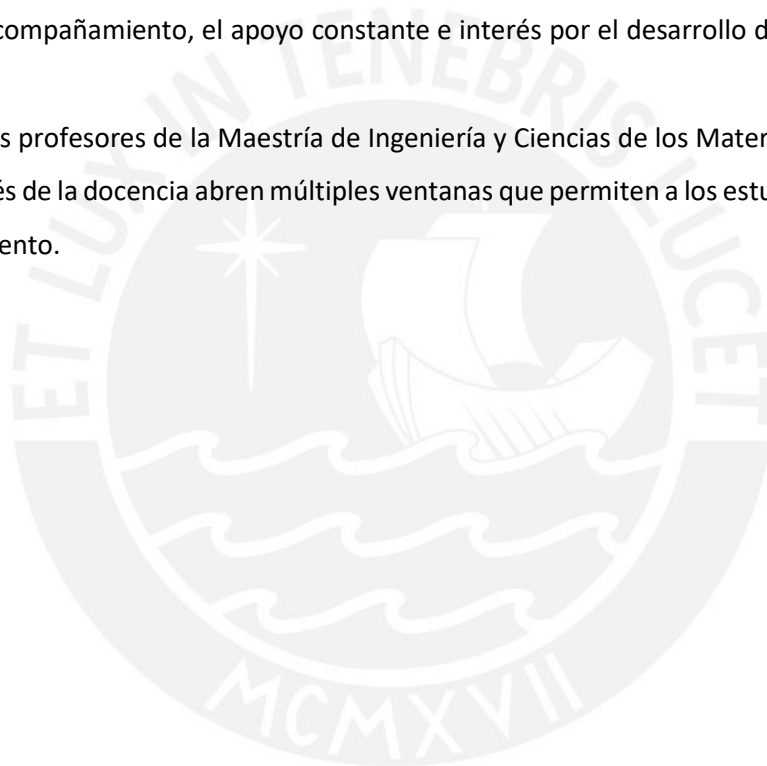 compañamiento, el apoyo constante e interés por el desarrollo d
s profesores de la Maestría de Ingeniería y Ciencias de los Mater
és de la docencia abren múltiples ventanas que permiten a los estu
ento.
ET LUX IN TENEBRIS LUCET
MCMXVII